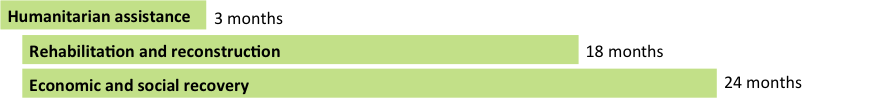 Humanitarian assistance 3 months
Rehabilitation and reconstruction 18 months
Economic and social recovery 24 months